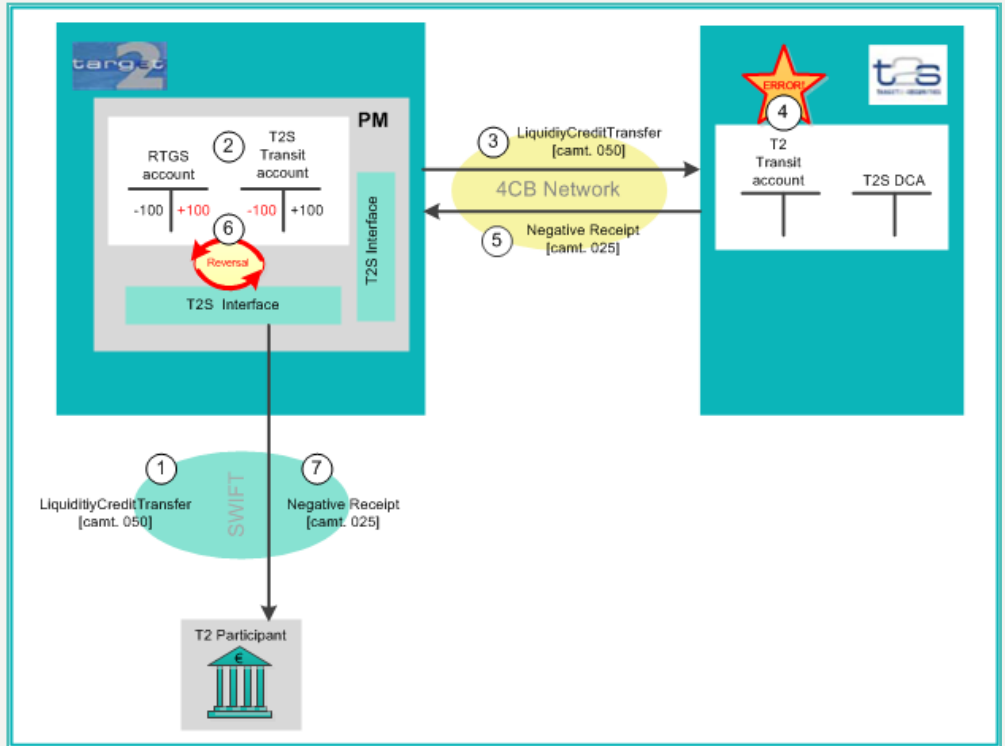 target
2
PM
2
RTGS
account
T2S
Transit
account
-100 +100
-100 +100
6
Reversal
T2S Interface
T2S Interface
3
LiquidiyCreditTransfer
[camt. 050]
4CB Network
5
Negative Receipt
[camt. 025]
t2s
ERROR!
4
T2
Transit
account
T2S DCA
1
LiquiditiyCreditTransfer
[camt. 050]
SWIFT
7
Negative Receipt
[camt. 025]
T2 Participant
€